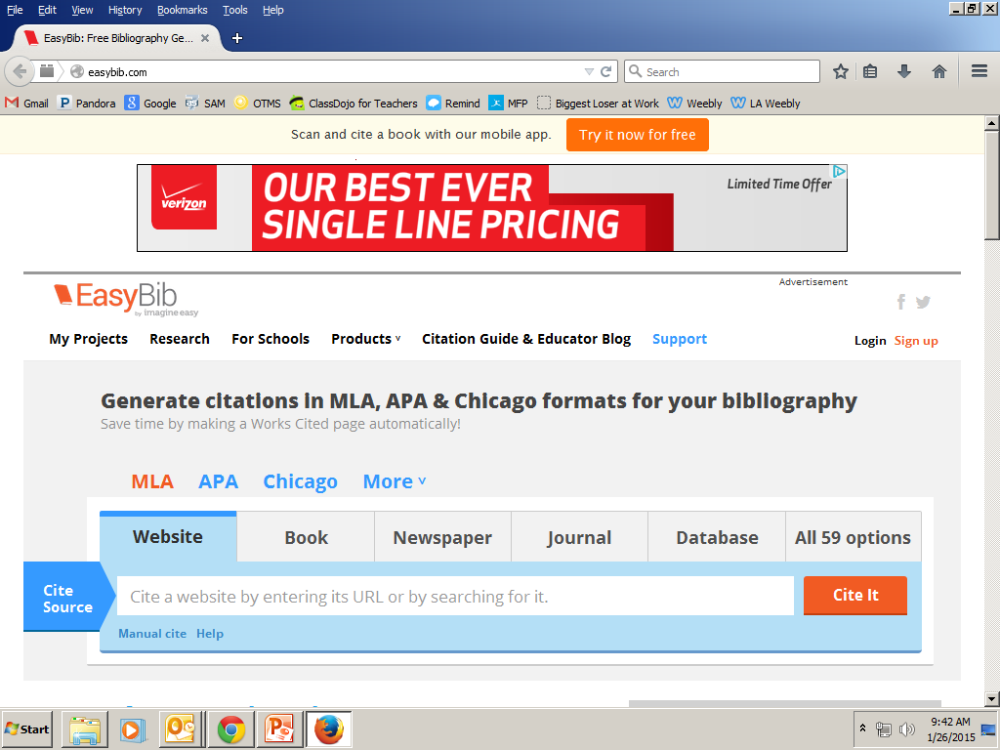 File Edit View History Bookmarks Tools Help
EasyBib: Free Bibliography Ge...
easybib.com
Search
Gmail Pandora Google SAM OTMS ClassDojo for Teachers Remind MFP Biggest Loser at Work Weebly LA Weebly
Scan and cite a book with our mobile app. Try it now for free
verizon
OUR BEST EVER
SINGLE LINE PRICING
Limited Time Offer
Advertisement
EasyBib
by imagine easy
My Projects Research For Schools Products Citation Guide & Educator Blog Support Login Sign up
Generate citations in MLA, APA & Chicago formats for your bibliography
Save time by making a Works Cited page automatically!
MLA APA Chicago More
Website Book Newspaper Journal Database All 59 options
Cite
Source
Cite a website by entering its URL or by searching for it.
Cite It
Manual cite Help
Start
9:42 AM
1/26/2015